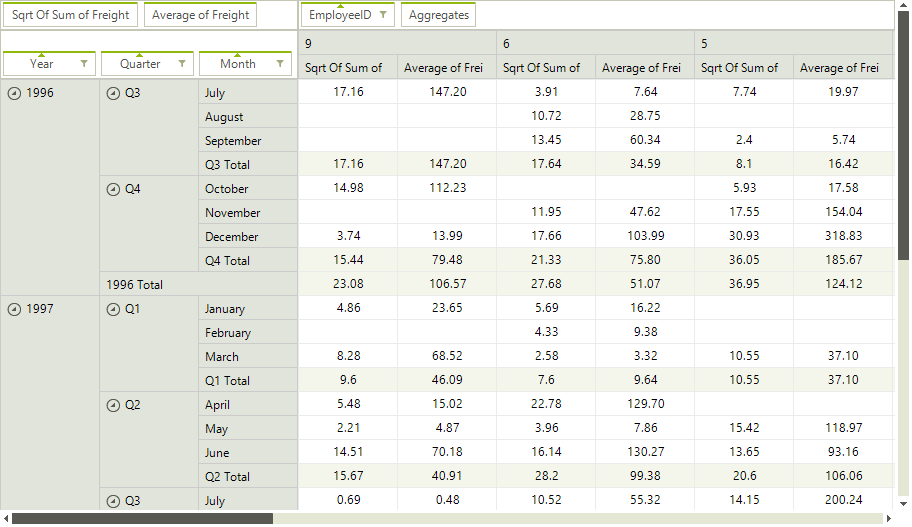 Sqrt Of Sum of Freight Average of Freight EmployeeID Aggregates
9 6 5
Year Quarter Month Sqrt Of Sum of Average of Frei Sqrt Of Sum of Average of Frei Sqrt Of Sum of Average of Frei
1996 Q3 July 17.16 147.20 3.91 7.64 7.74 19.97
August 10.72 28.75
September 13.45 60.34 2.4 5.74
Q3 Total 17.16 147.20 17.64 34.59 8.1 16.42
Q4 October 14.98 112.23 5.93 17.58
November 11.95 47.62 17.55 154.04
December 3.74 13.99 17.66 103.99 30.93 318.83
Q4 Total 15.44 79.48 21.33 75.80 36.05 185.67
1996 Total 23.08 106.57 27.68 51.07 36.95 124.12
1997 Q1 January 4.86 23.65 5.69 16.22
February 4.33 9.38
March 8.28 68.52 2.58 3.32 10.55 37.10
Q1 Total 9.6 46.09 7.6 9.64 10.55 37.10
Q2 April 5.48 15.02 22.78 129.70
May 2.21 4.87 3.96 7.86 15.42 118.97
June 14.51 70.18 16.14 130.27 13.65 93.16
Q2 Total 15.67 40.91 28.2 99.38 20.6 106.06
Q3 July 0.69 0.48 10.52 55.32 14.15 200.24